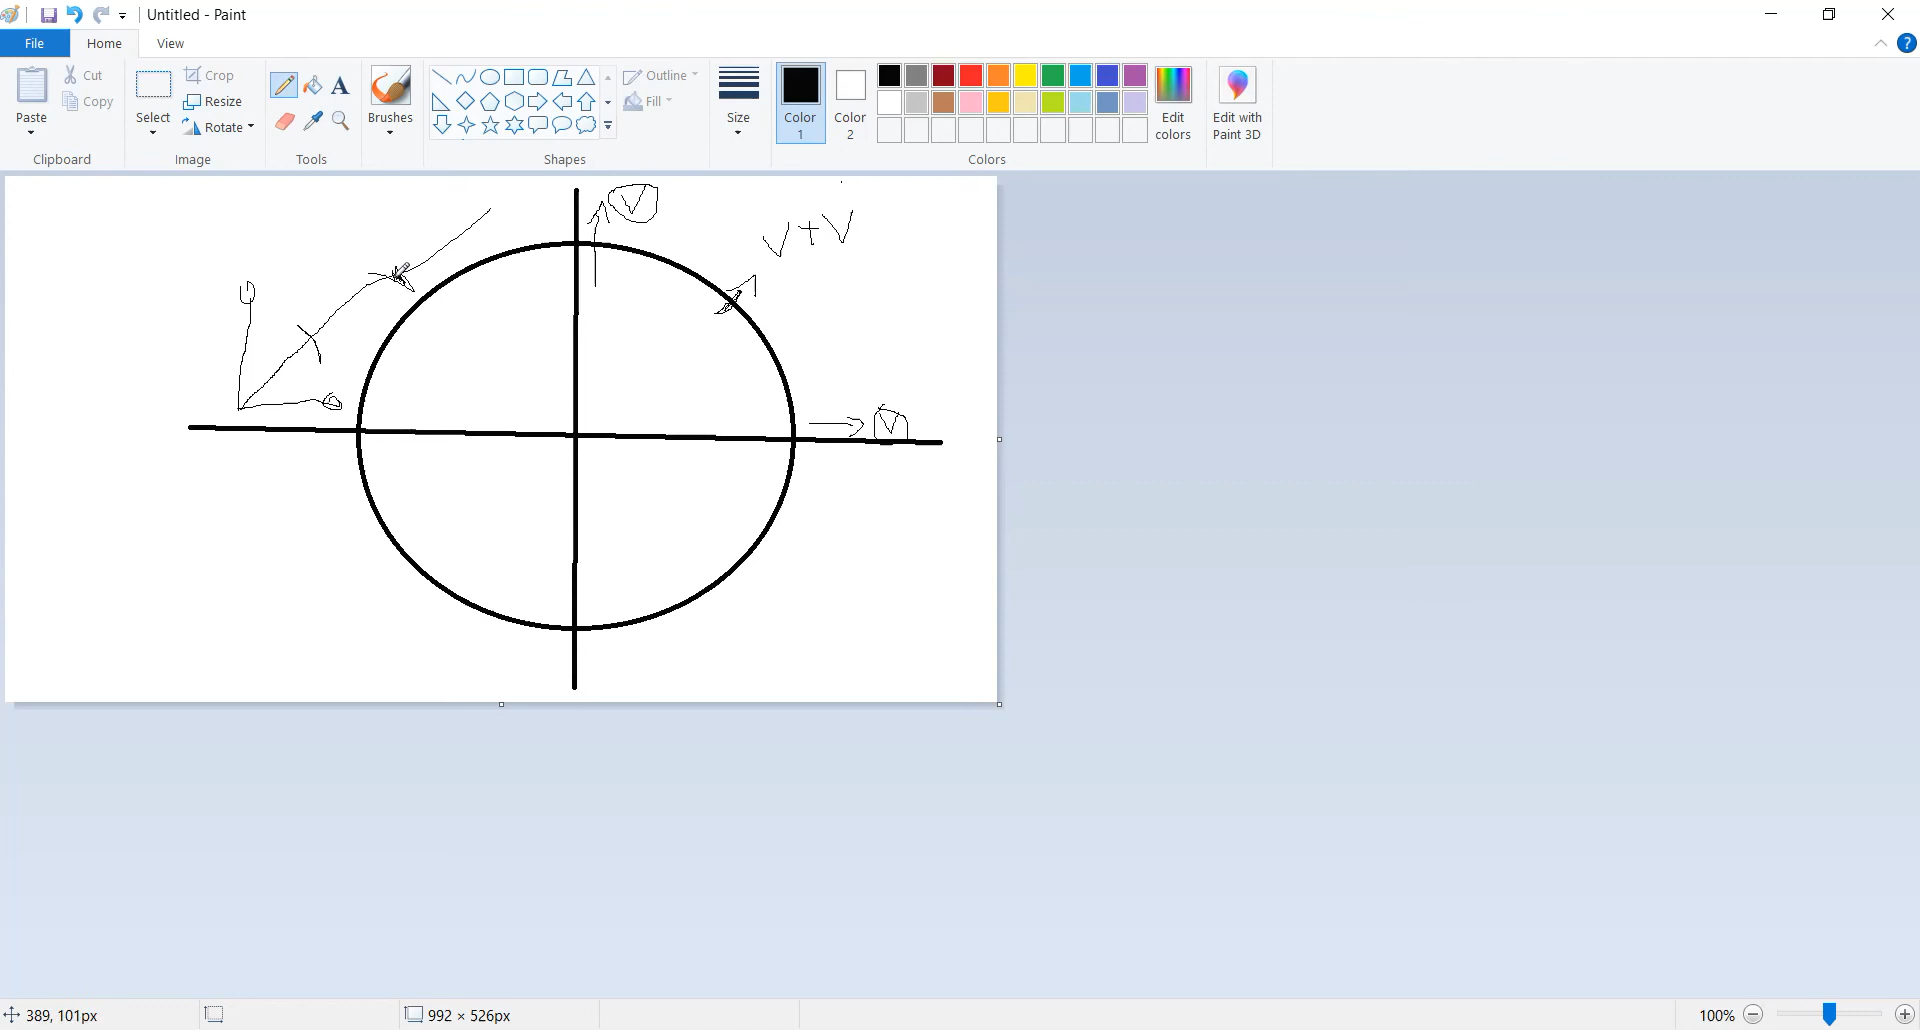 Untitled - Paint
File Home View
Paste
Cut
Copy
Clipboard
Select
Crop
Resize
Rotate
Image
A
Tools
Brushes
Shapes
Outline
Fill
Size
Color 1
Color 2
Colors
Edit colors
Edit with Paint 3D
?
V
V+V
V
389, 101px
992 × 526px
100%